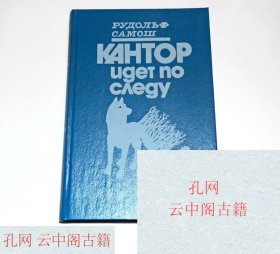 РУДОЛЬФ
САМОШ
КАНТОР
идет по
следу
孔网
云中阁古籍
孔网 云中阁古籍